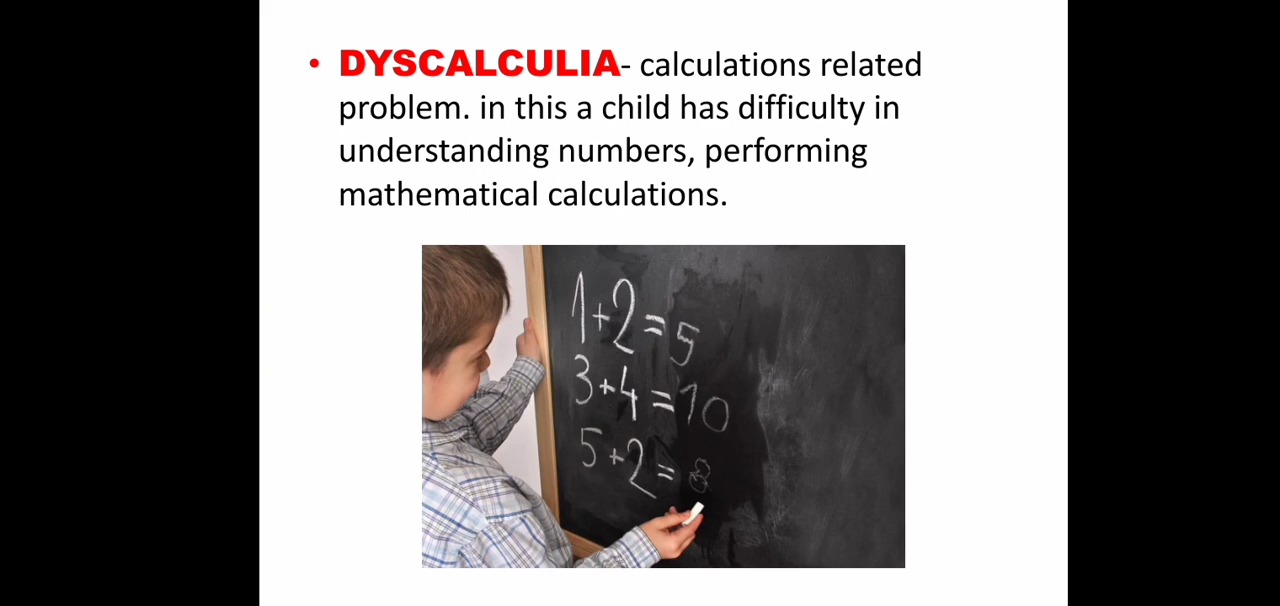 • DYSCALCULIA- calculations related
problem. in this a child has difficulty in
understanding numbers, performing
mathematical calculations.
1+2=5
3+4=10
5+2=8